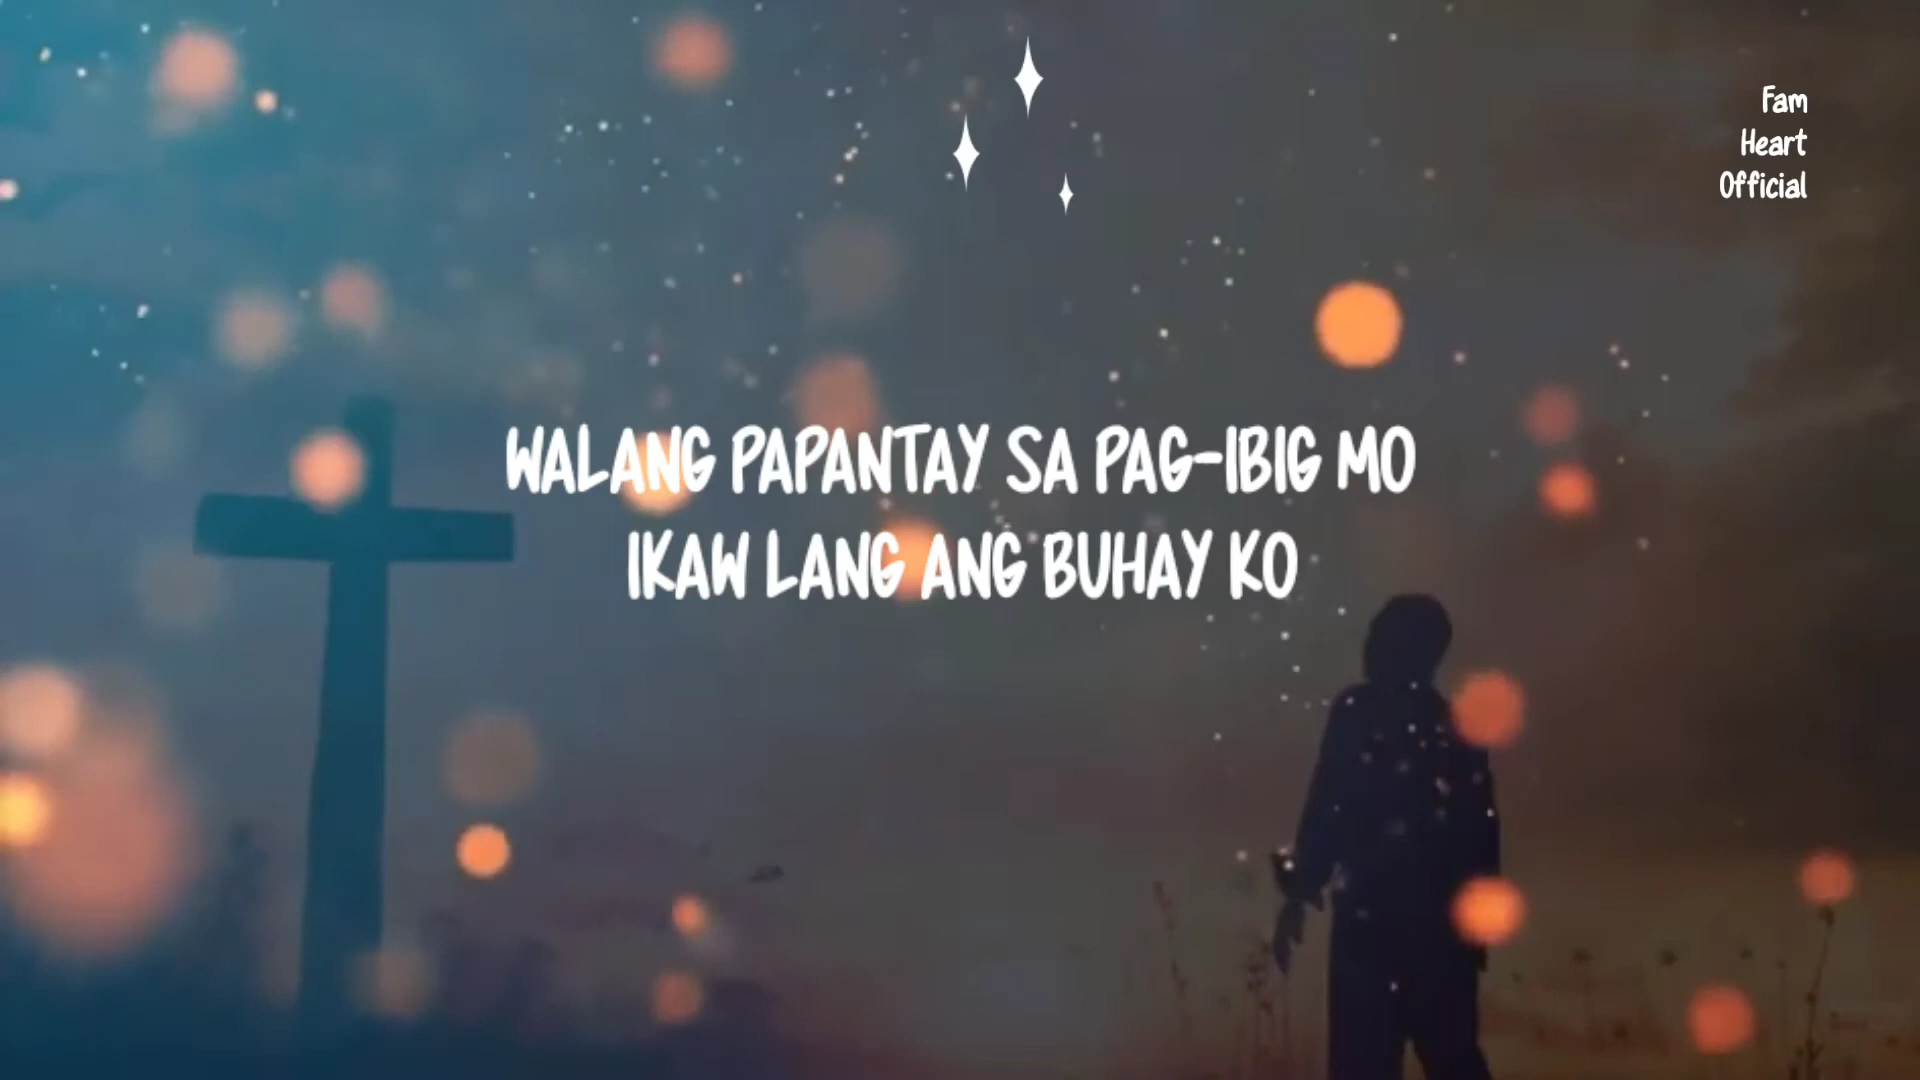 Fam
Heart
Official
WALANG PAPANTAY SA PAG-IBIG MO
IKAW LANG ANG BUHAY KO